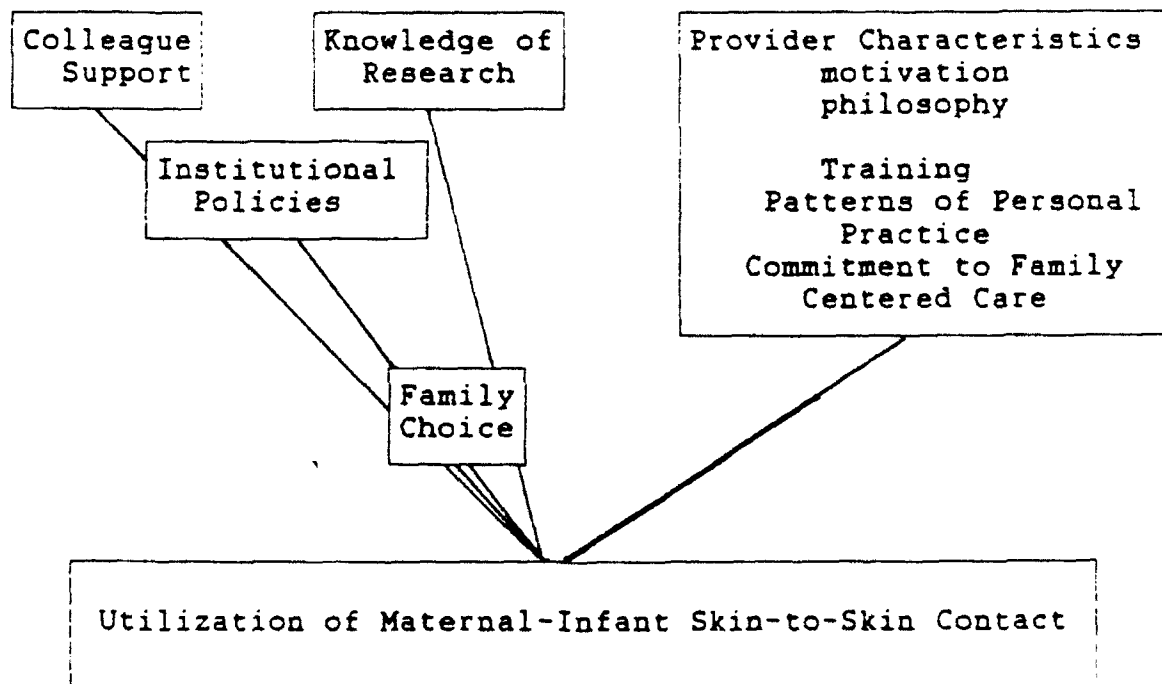 Colleague
Support
Knowledge of
Research
Provider Characteristics
motivation
philosophy
Training
Patterns of Personal
Practice
Commitment to Family
Centered Care
Institutional
Policies
Family
Choice
Utilization of Maternal-Infant Skin-to-Skin Contact